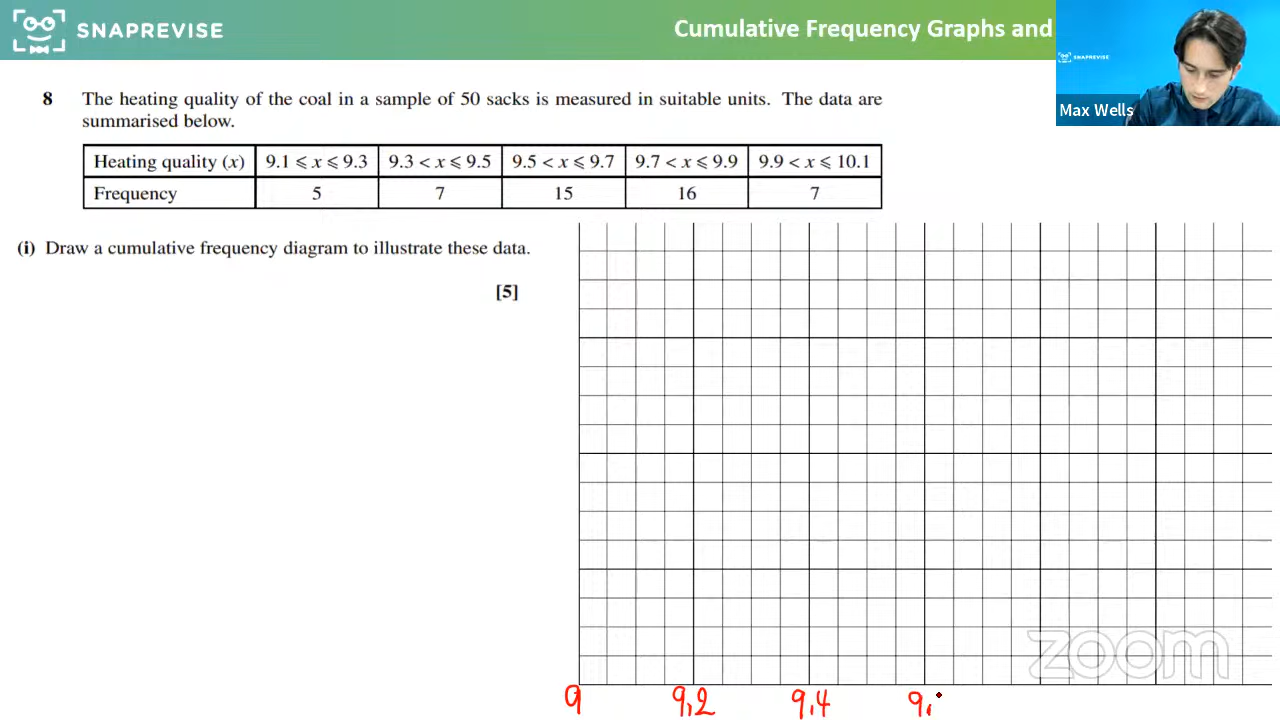 SNAPREVISE
Cumulative Frequency Graphs and
SNAPREVISE
Max Wells
8 The heating quality of the coal in a sample of 50 sacks is measured in suitable units. The data are
summarised below.
Heating quality (x) 9.1 ⩽ x ⩽ 9.3 9.3 < x ⩽ 9.5 9.5 < x ⩽ 9.7 9.7 < x ⩽ 9.9 9.9 < x ⩽ 10.1
Frequency 5 7 15 16 7
(i) Draw a cumulative frequency diagram to illustrate these data.
[5]
zoom
9 9.2 9.4 9.